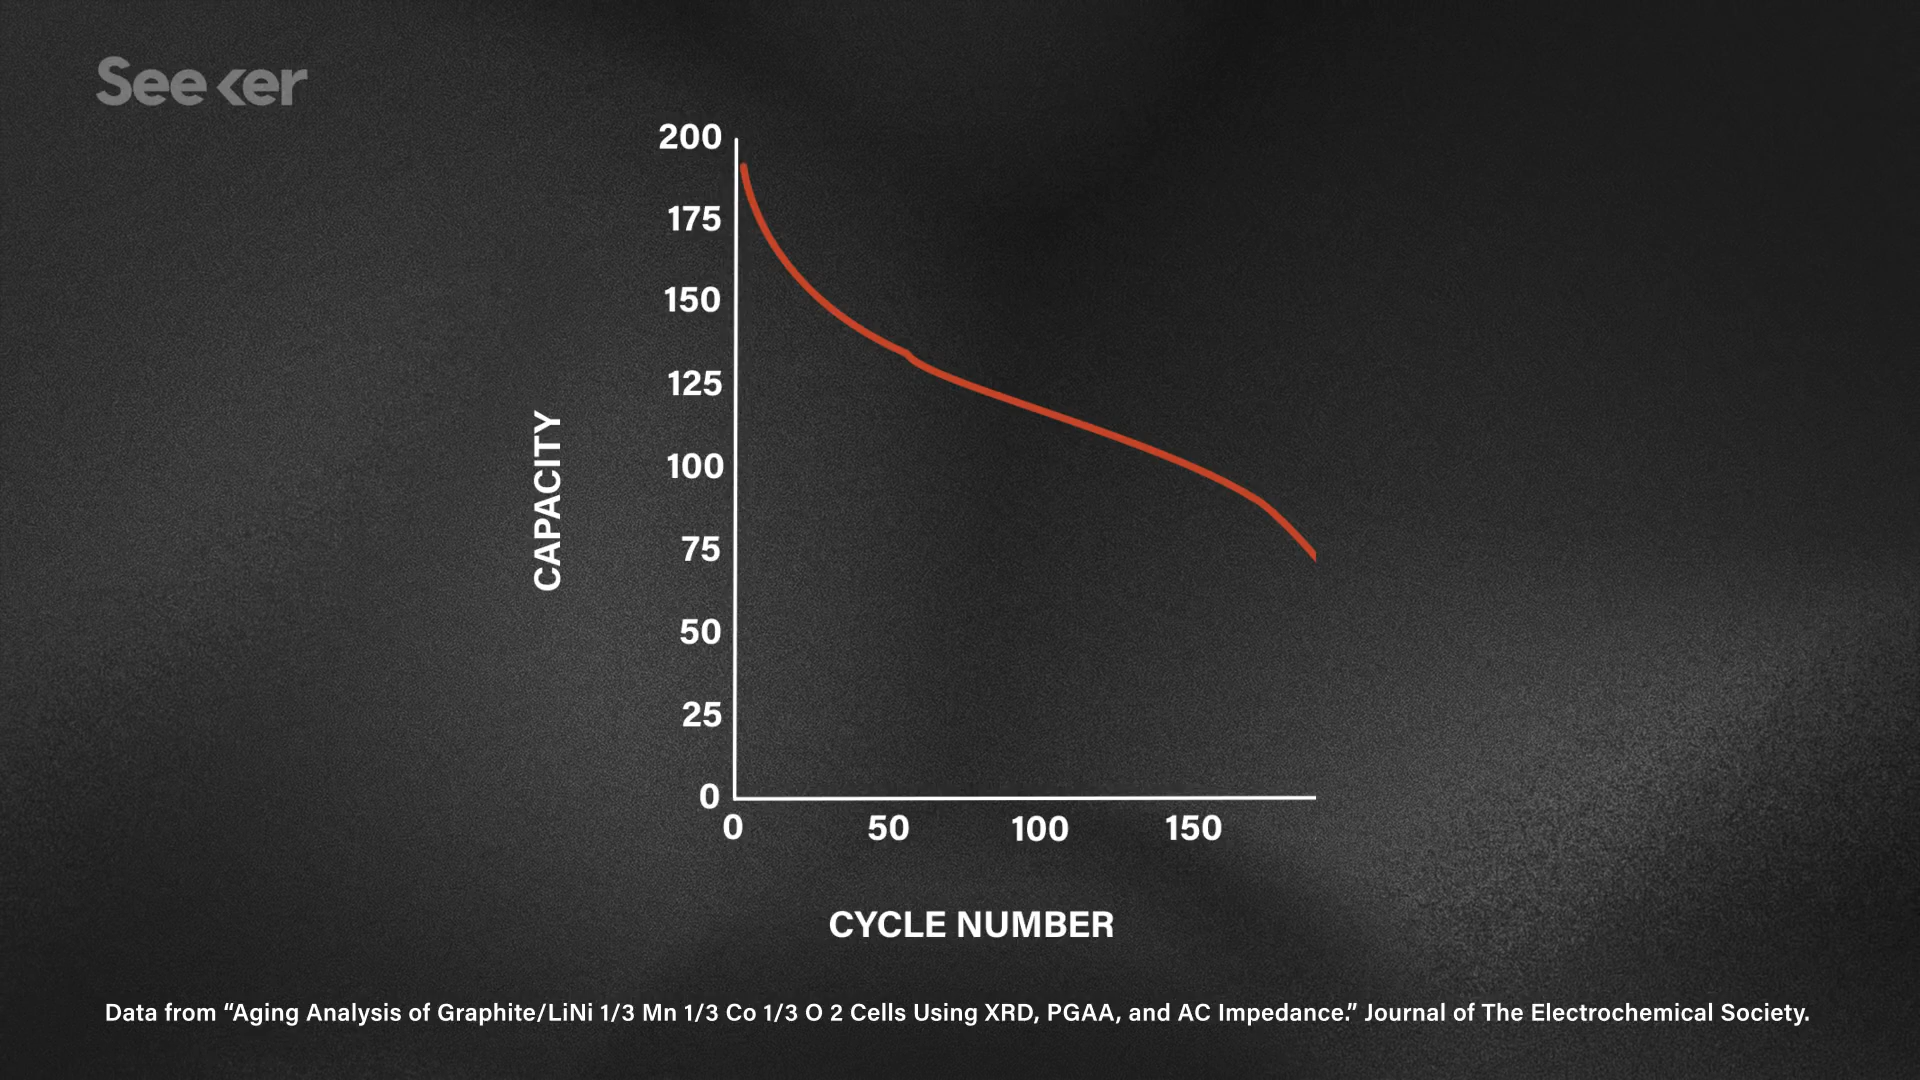 Seeker
200
175
150
125
100
75
50
25
0
CAPACITY
0 50 100 150
CYCLE NUMBER
Data from “Aging Analysis of Graphite/LiNi 1/3 Mn 1/3 Co 1/3 O 2 Cells Using XRD, PGAA, and AC Impedance.” Journal of The Electrochemical Society.